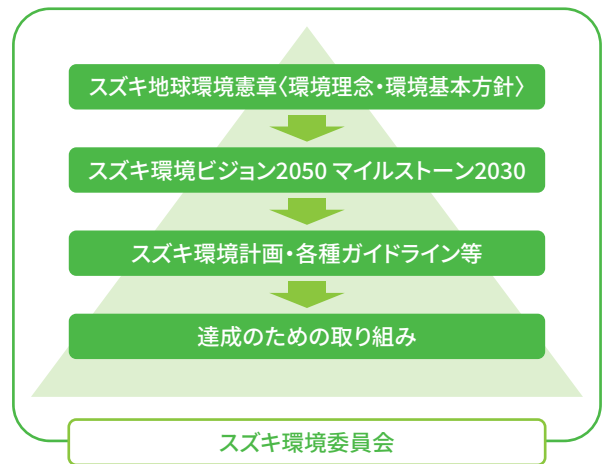 スズキ地球環境憲章〈環境理念・環境基本方針〉
スズキ環境ビジョン2050 マイルストーン2030
スズキ環境計画・各種ガイドライン等
達成のための取り組み
スズキ環境委員会